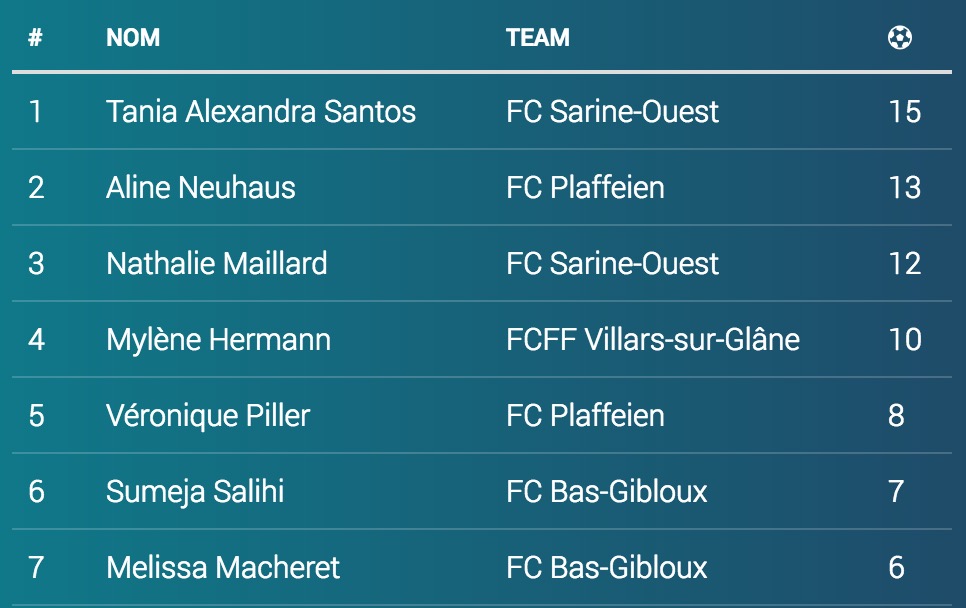 # NOM TEAM
1 Tania Alexandra Santos FC Sarine-Ouest 15
2 Aline Neuhaus FC Plaffeien 13
3 Nathalie Maillard FC Sarine-Ouest 12
4 Mylène Hermann FCFF Villars-sur-Glâne 10
5 Véronique Piller FC Plaffeien 8
6 Sumeja Salihi FC Bas-Gibloux 7
7 Melissa Macheret FC Bas-Gibloux 6